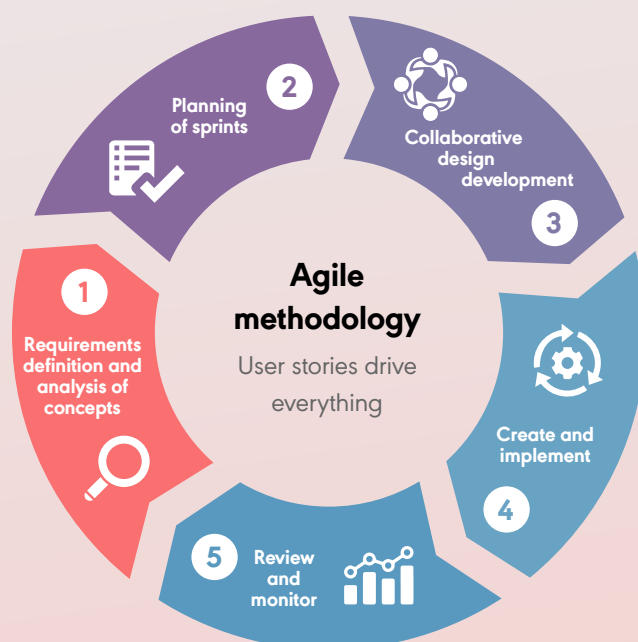 Agile
methodology
User stories drive
everything
1
Requirements
definition and
analysis of
concepts
2
Planning
of sprints
3
Collaborative
design
development
4
Create and
implement
5
Review
and
monitor